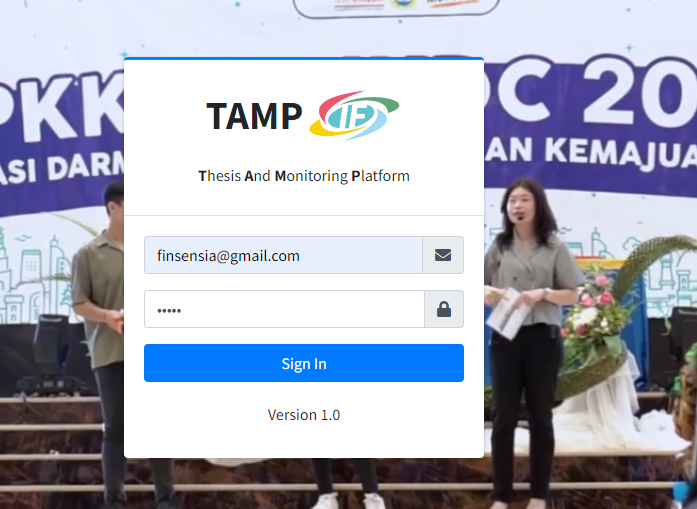 PKK
DC 20
ASI DARM
AN KEMAJUA
TAMP IF
Thesis And Monitoring Platform
finsensia@gmail.com
•••••
Sign In
Version 1.0